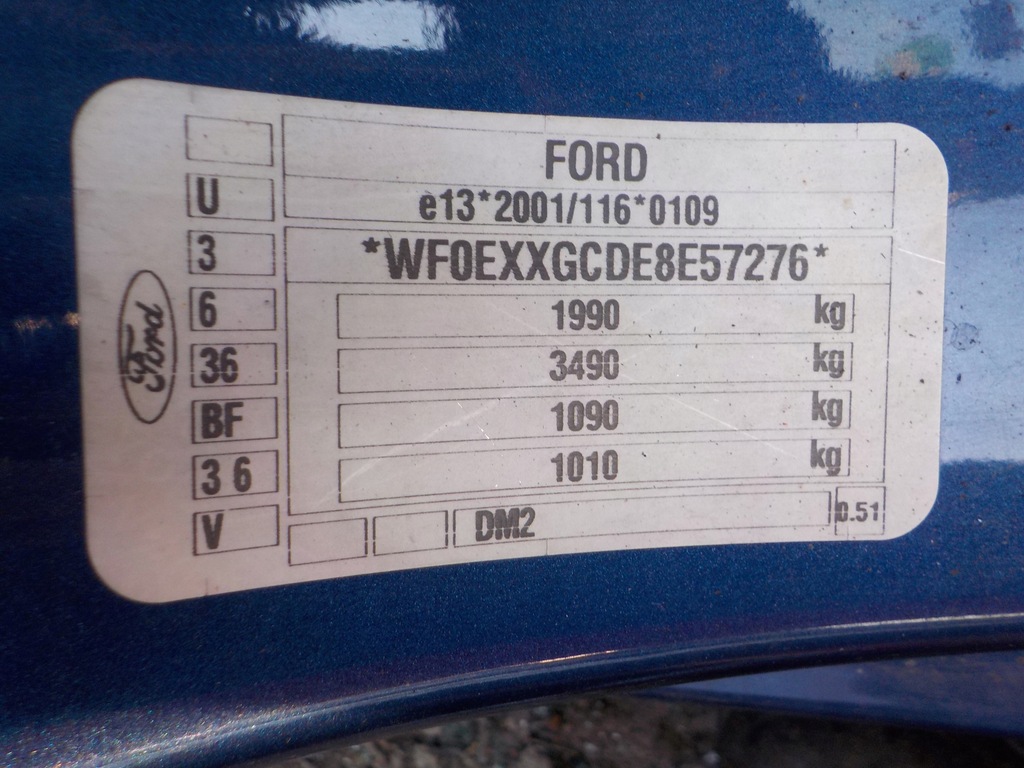 Ford
U
3
6
36
BF
3 6
V
FORD
e13*2001/116*0109
*WF0EXXGCDE8E57276*
1990 kg
3490 kg
1090 kg
1010 kg
DM2
0.51